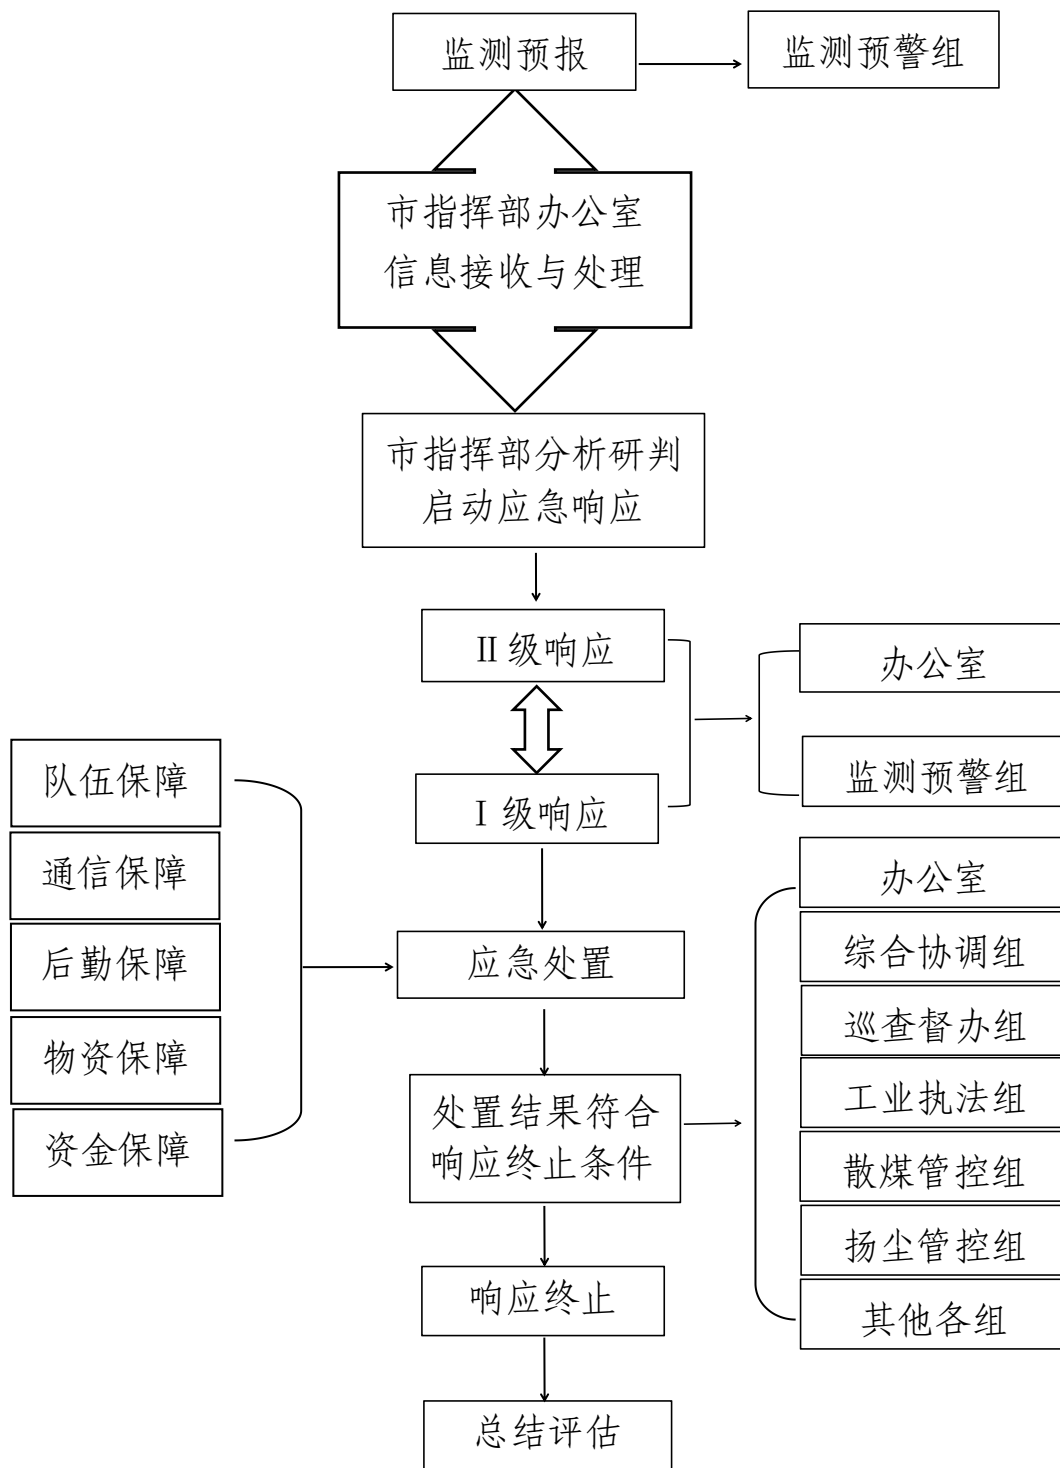 监测预报
监测预警组
市指挥部办公室
信息接收与处理
市指挥部分析研判
启动应急响应
Ⅱ级响应
办公室
监测预警组
Ⅰ级响应
队伍保障
通信保障
后勤保障
物资保障
资金保障
应急处置
办公室
综合协调组
巡查督办组
工业执法组
散煤管控组
扬尘管控组
其他各组
处置结果符合
响应终止条件
响应终止
总结评估